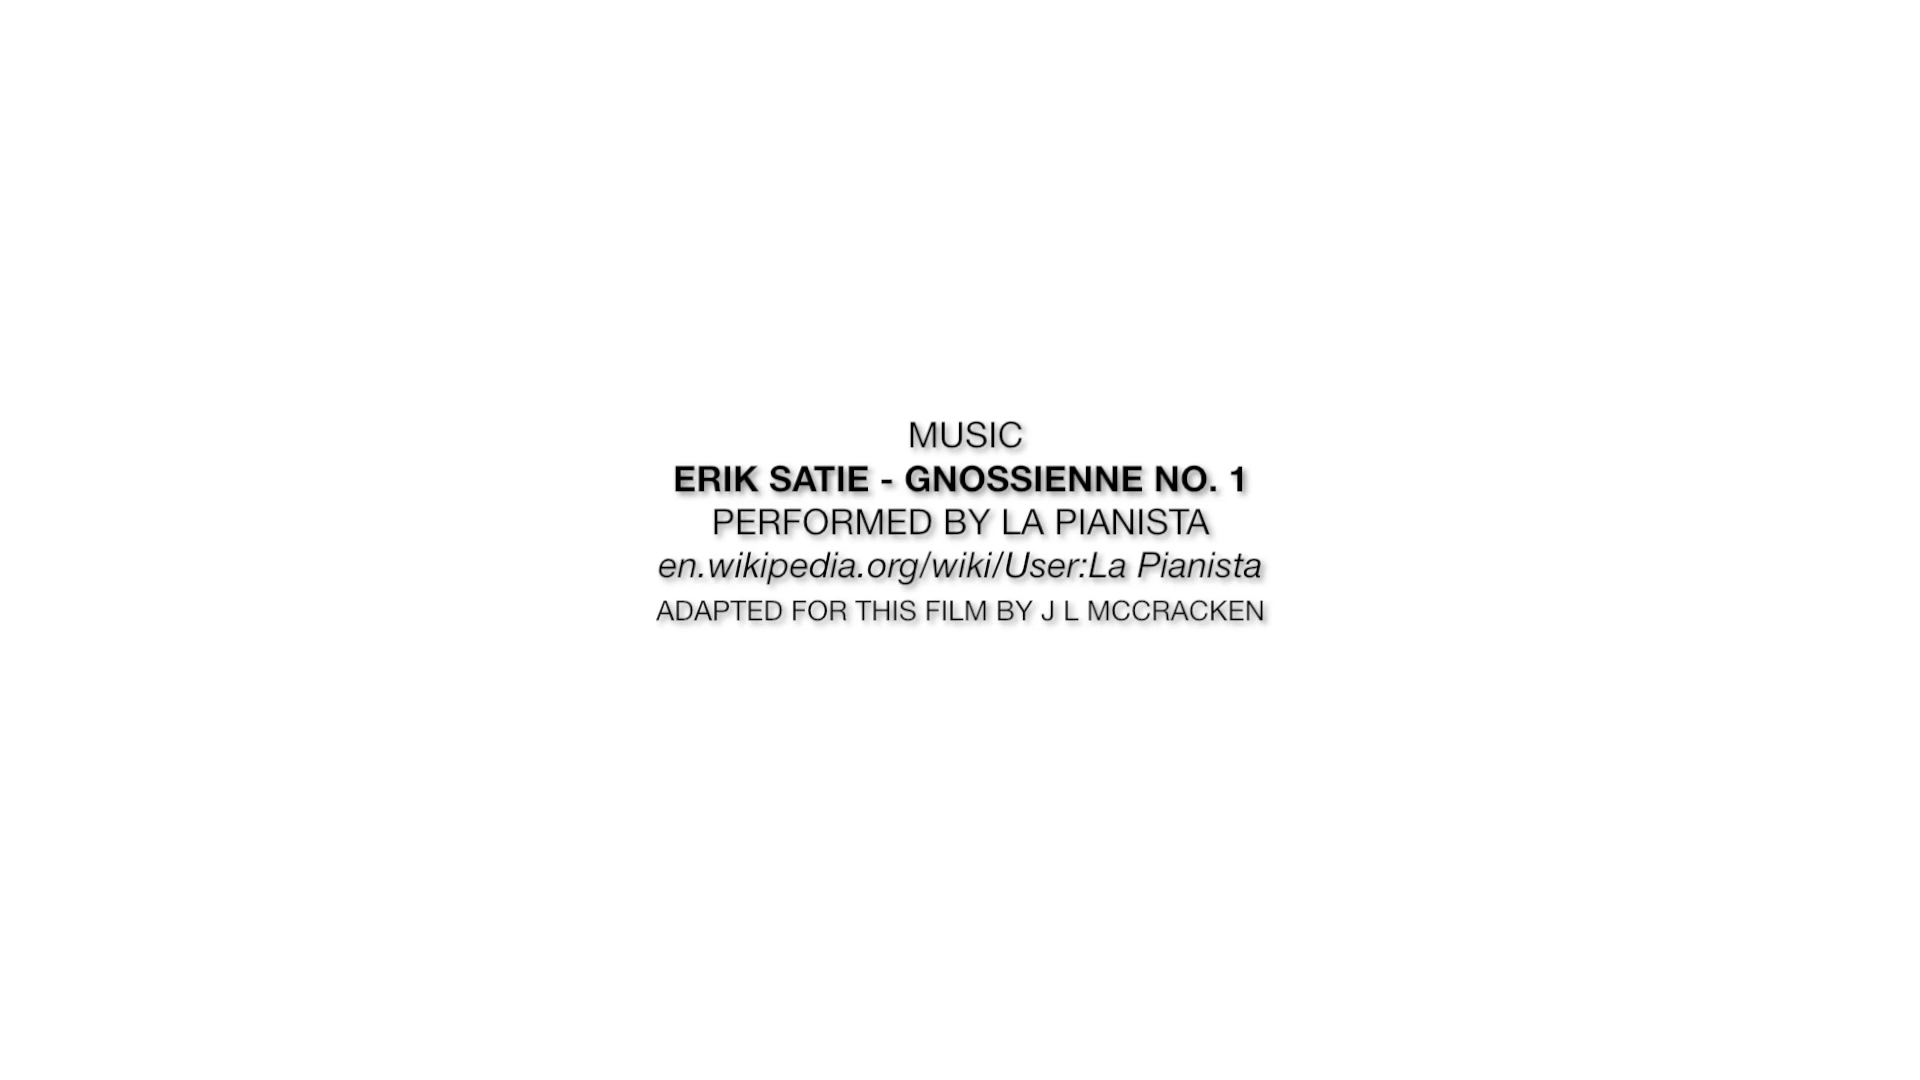 MUSIC
ERIK SATIE - GNOSSIENNE NO. 1
PERFORMED BY LA PIANISTA
en.wikipedia.org/wiki/User:La Pianista
ADAPTED FOR THIS FILM BY J L MCCRACKEN